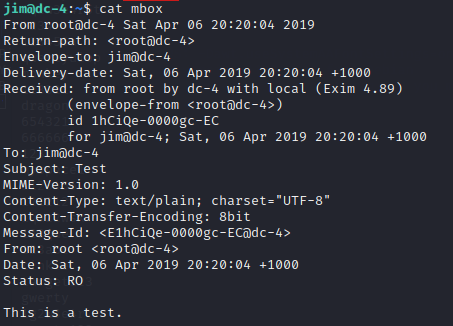 jim@dc-4:~$ cat mbox
From root@dc-4 Sat Apr 06 20:20:04 2019
Return-path: <root@dc-4>
Envelope-to: jim@dc-4
Delivery-date: Sat, 06 Apr 2019 20:20:04 +1000
Received: from root by dc-4 with local (Exim 4.89)
(envelope-from <root@dc-4>)
id 1hCiQe-0000gc-EC
for jim@dc-4; Sat, 06 Apr 2019 20:20:04 +1000
To: jim@dc-4
Subject: Test
MIME-Version: 1.0
Content-Type: text/plain; charset="UTF-8"
Content-Transfer-Encoding: 8bit
Message-Id: <E1hCiQe-0000gc-EC@dc-4>
From: root <root@dc-4>
Date: Sat, 06 Apr 2019 20:20:04 +1000
Status: RO
qwerty
This is a test.